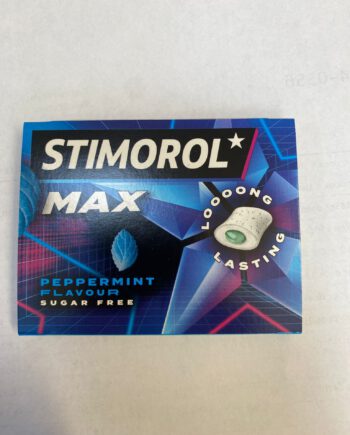 STIMOROL
MAX
LOOOONG
LASTING
PEPPERMINT
FLAVOUR
SUGAR FREE